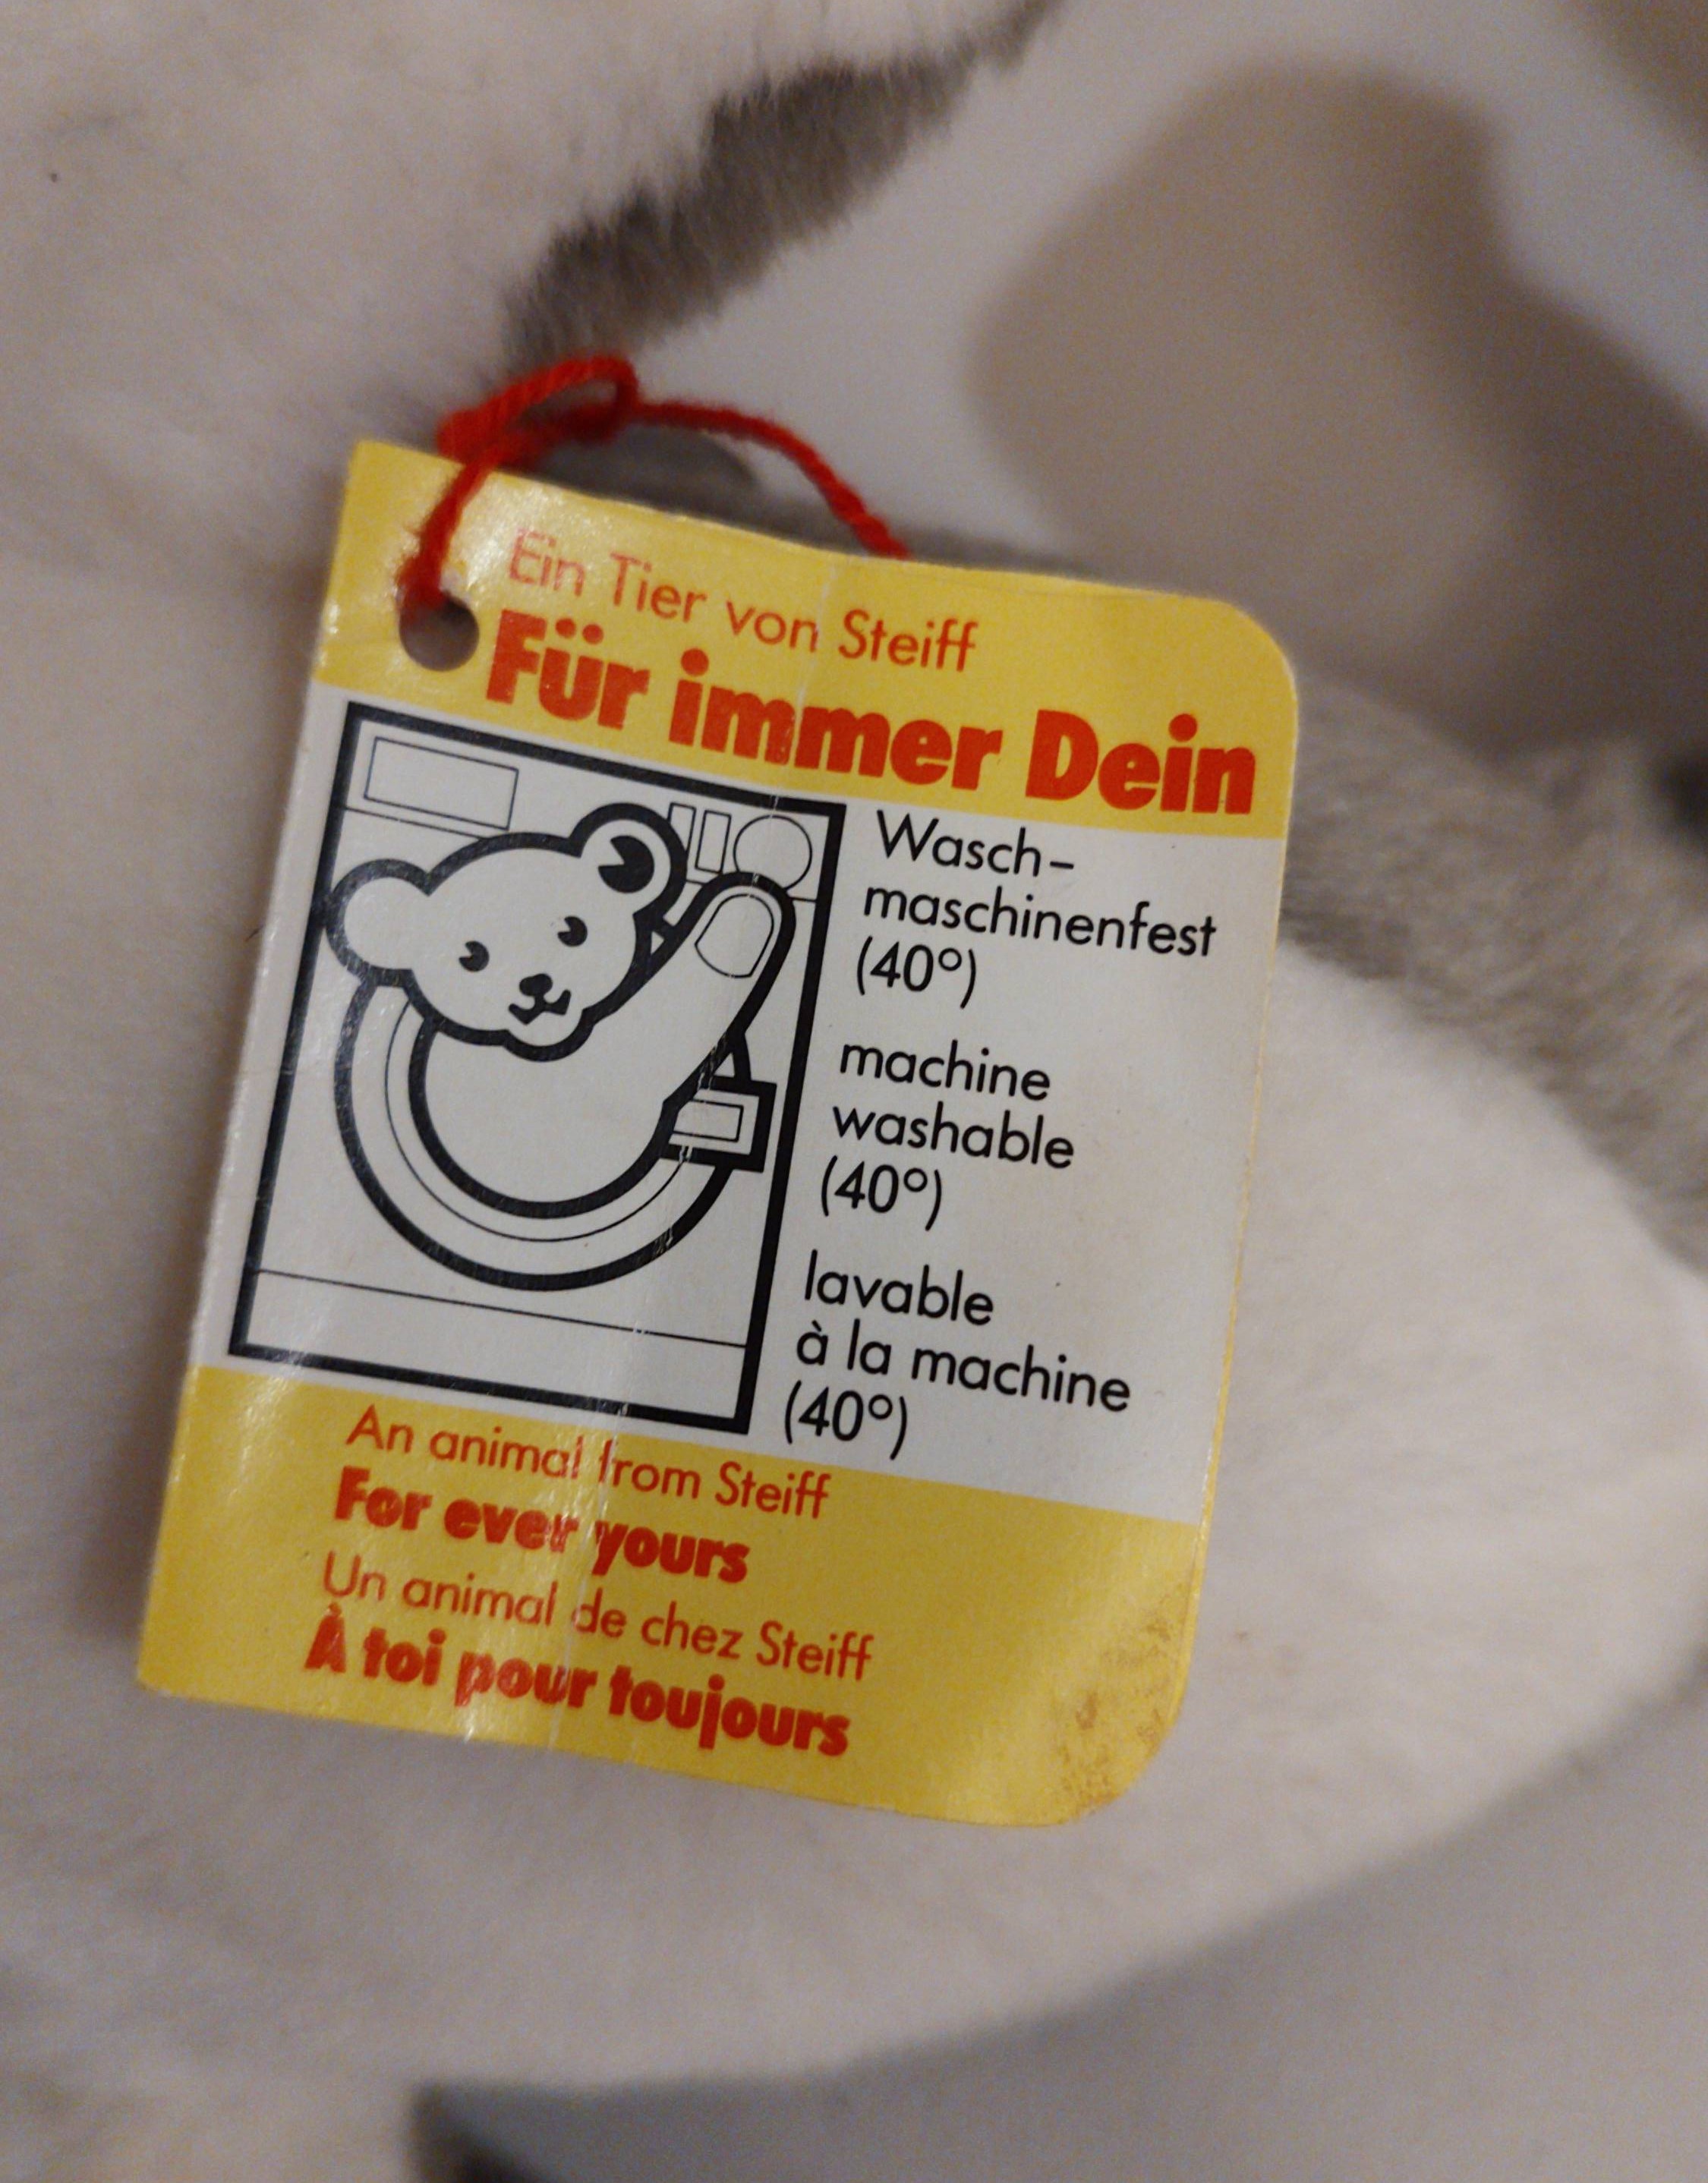 Ein Tier von Steiff
Für immer Dein
Wasch-
maschinenfest
(40°)
machine
washable
(40°)
lavable
à la machine
(40°)
An animal from Steiff
For ever yours
Un animal de chez Steiff
À toi pour toujours